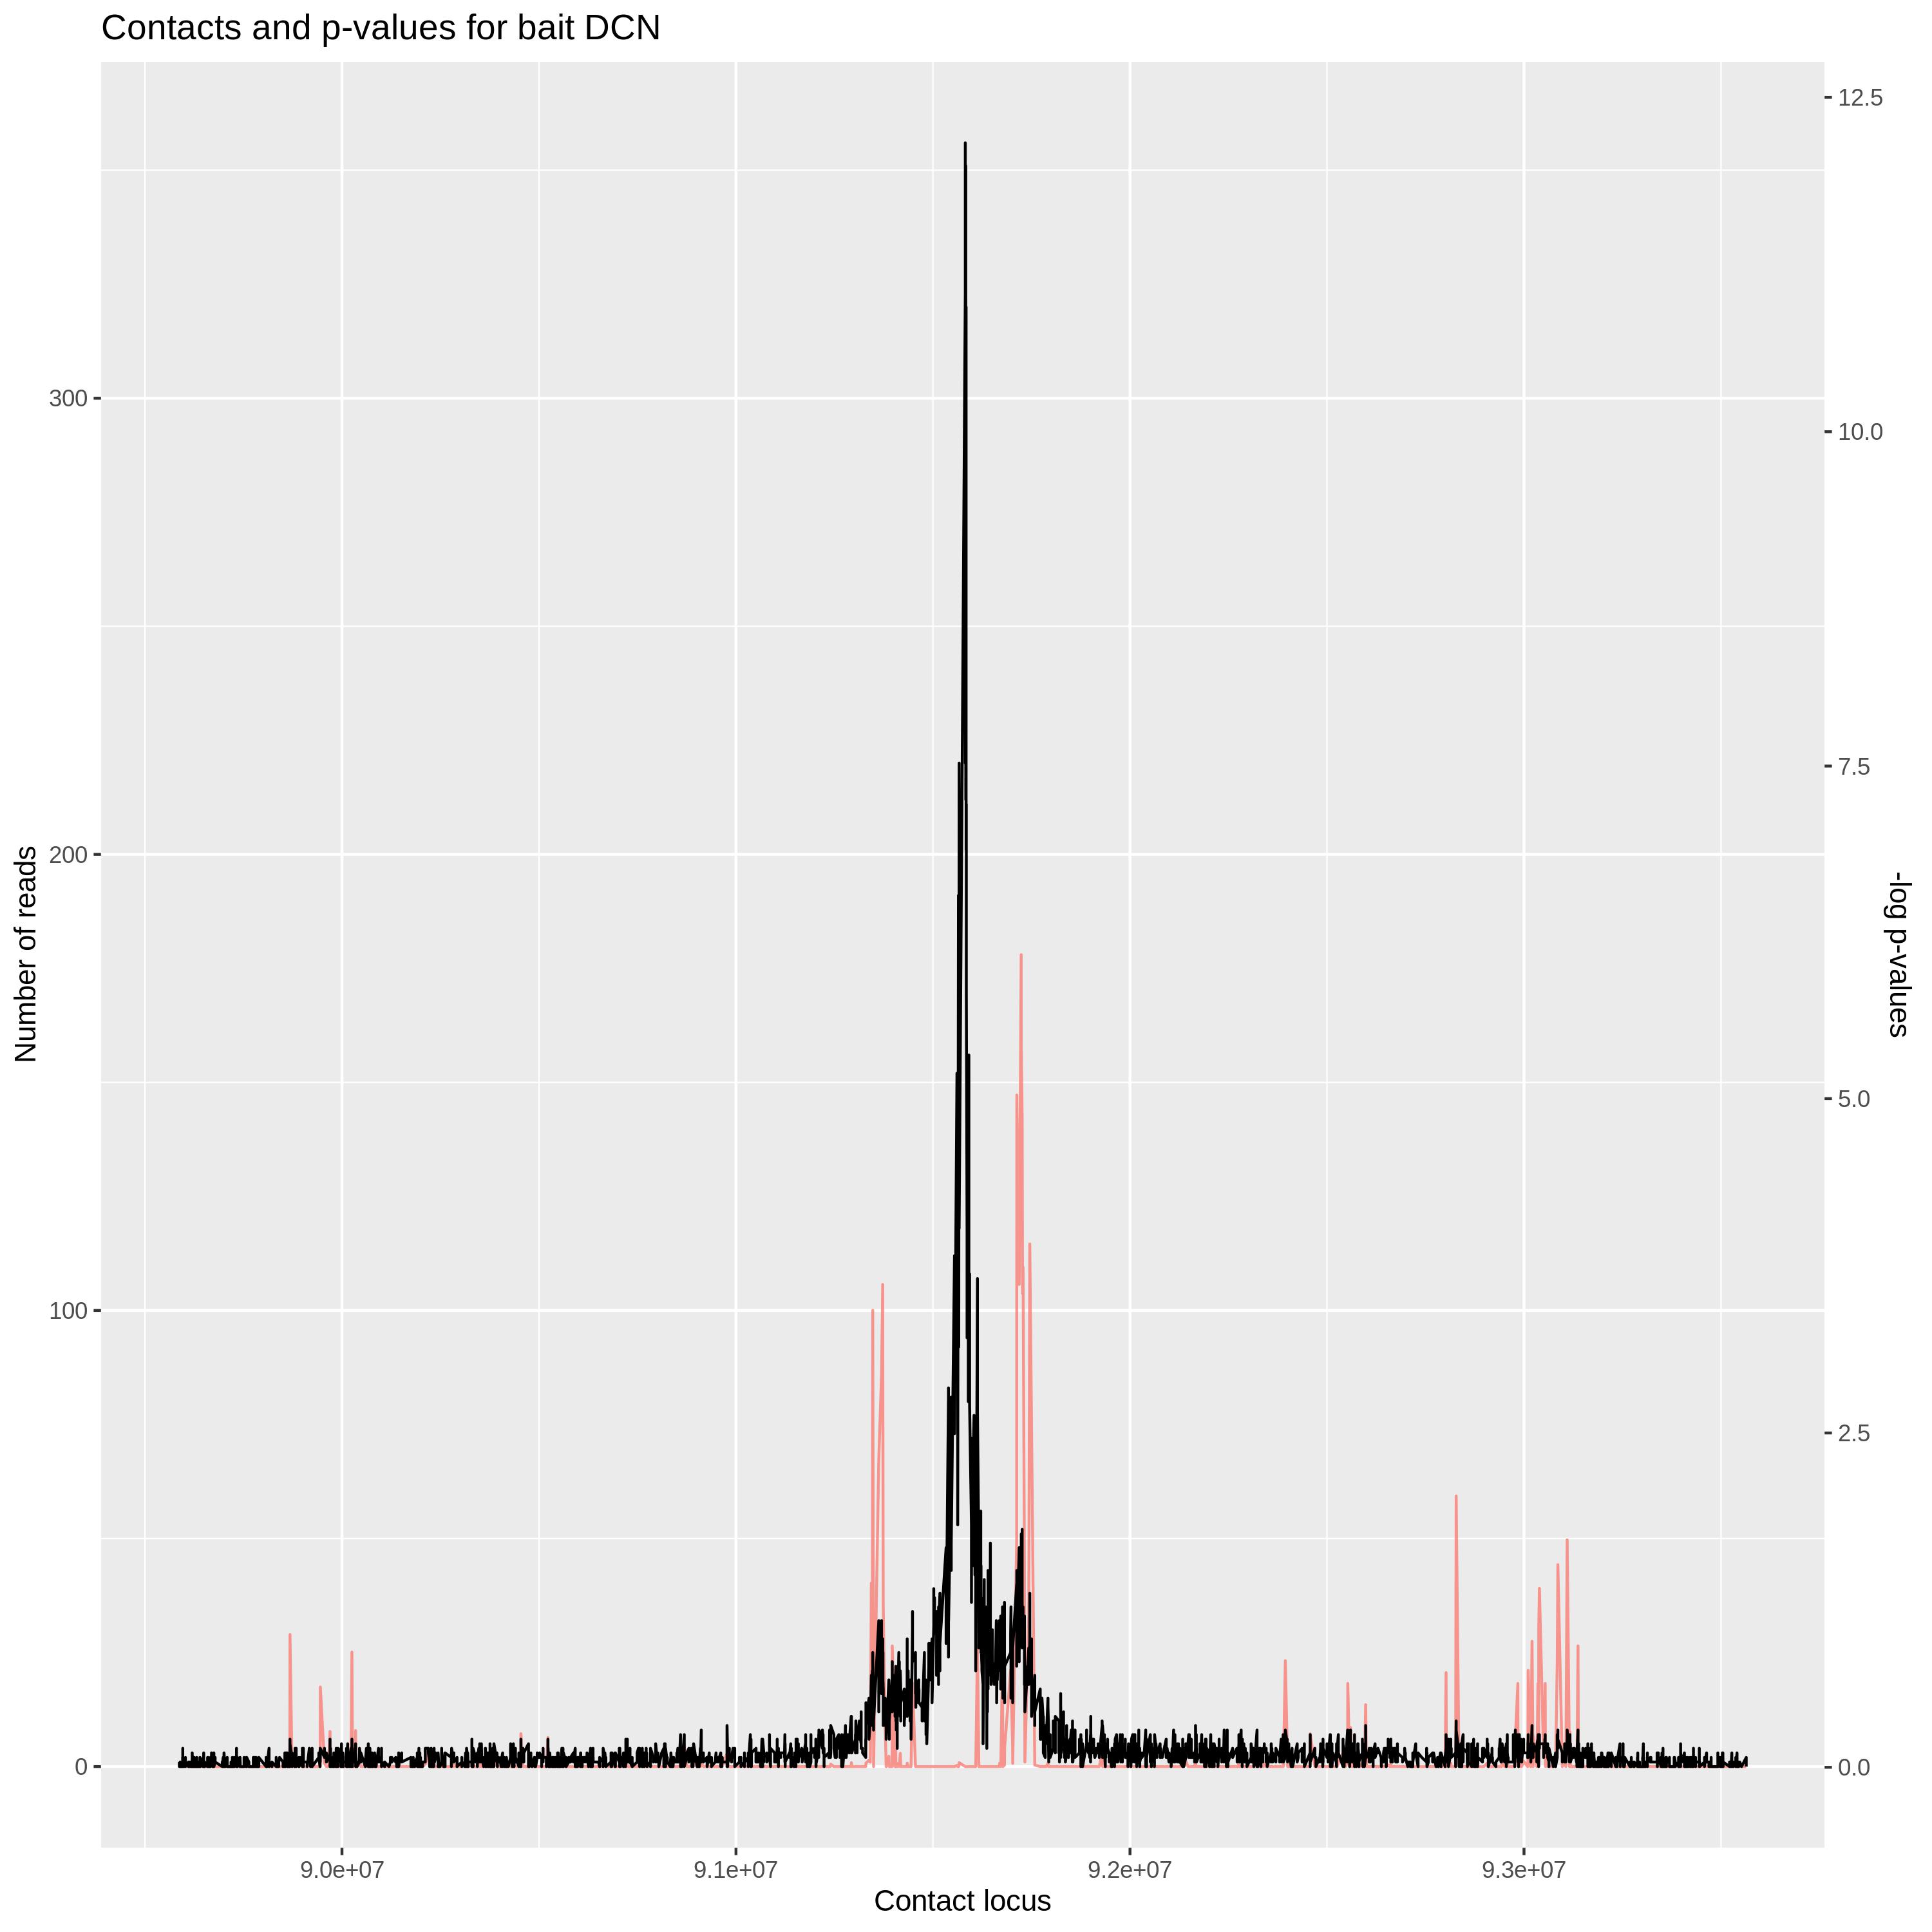 Contacts and p-values for bait DCN
Number of reads
300
200
100
0
12.5
10.0
7.5
5.0
2.5
0.0
-log p-values
9.0e+07
9.1e+07
9.2e+07
9.3e+07
Contact locus